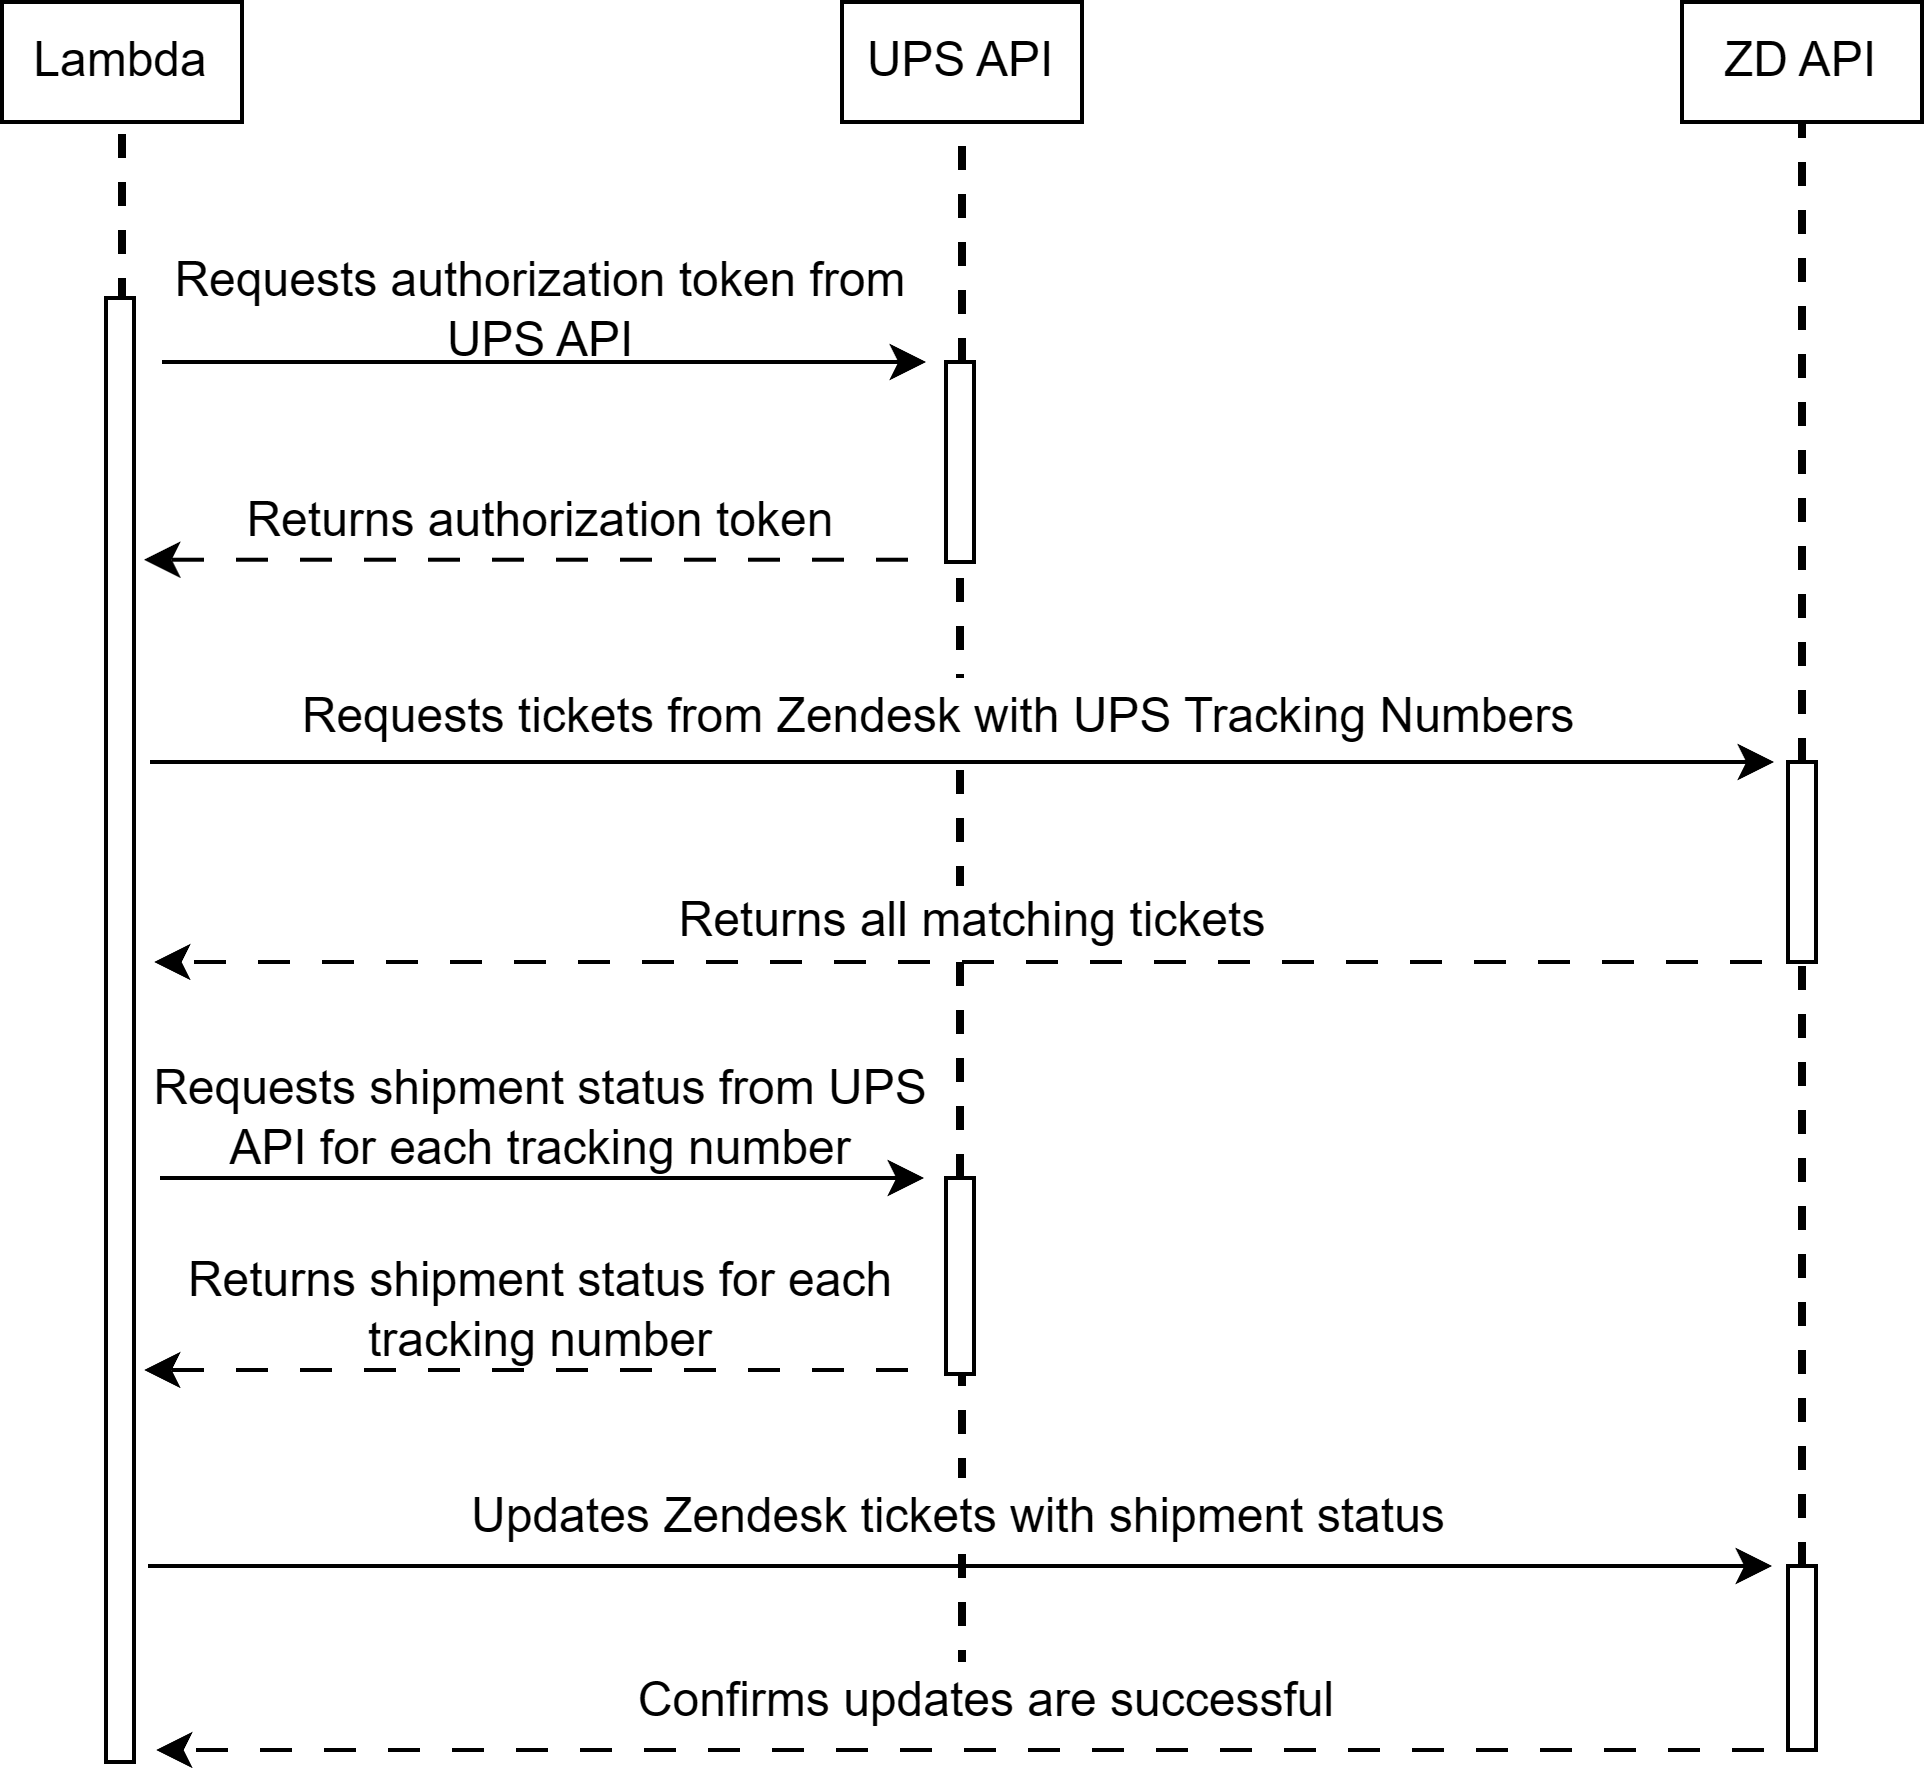 Lambda
UPS API
ZD API
Requests authorization token from
UPS API
Returns authorization token
Requests tickets from Zendesk with UPS Tracking Numbers
Returns all matching tickets
Requests shipment status from UPS
API for each tracking number
Returns shipment status for each
tracking number
Updates Zendesk tickets with shipment status
Confirms updates are successful